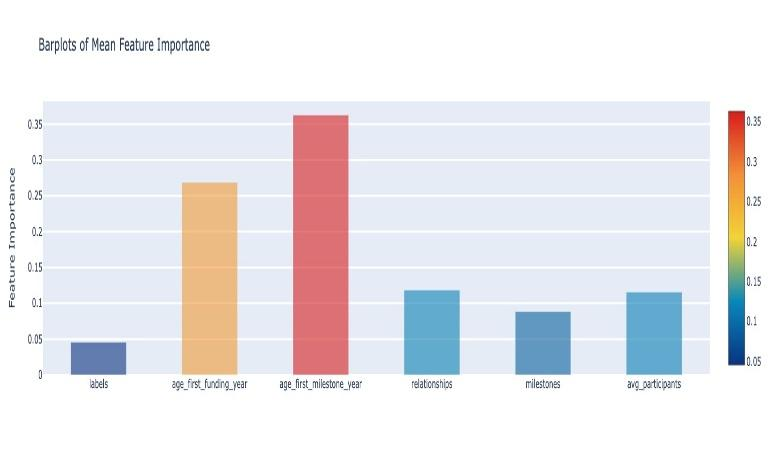 Barplots of Mean Feature Importance
Feature Importance
0.35
0.3
0.25
0.2
0.15
0.1
0.05
0
labels
age_first_funding_year
age_first_milestone_year
relationships
milestones
avg_participants
0.35
0.3
0.25
0.2
0.15
0.1
0.05